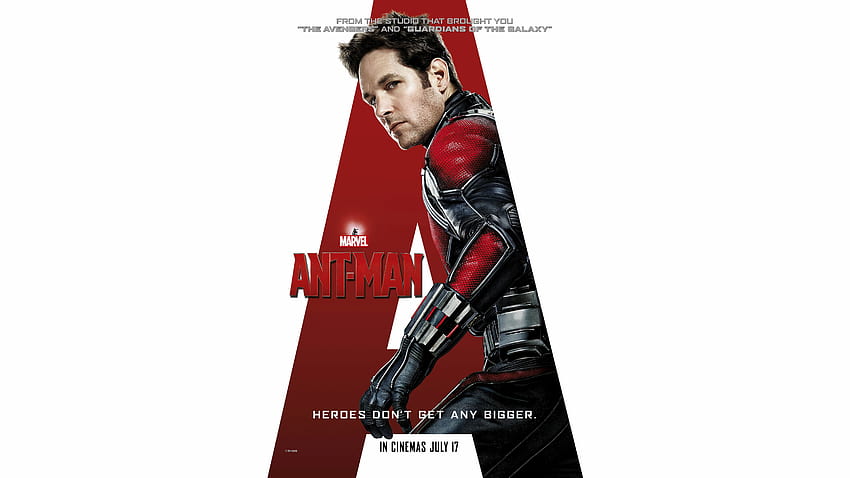 FROM THE STUDIO THAT BROUGHT YOU
"THE AVENGERS" AND "GUARDIANS OF THE GALAXY"
MARVEL
ANT-MAN
HEROES DON'T GET ANY BIGGER.
IN CINEMAS JULY 17